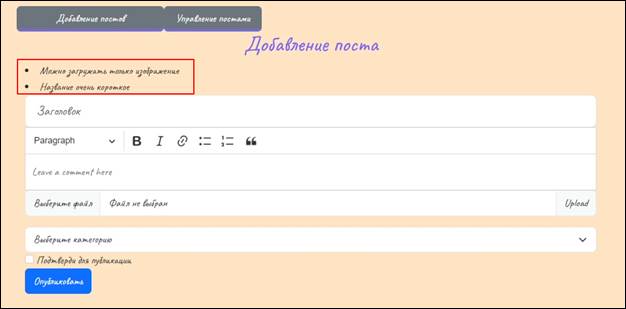 Добавление постов Управление постами
Добавление поста
Можно загружать только изображение
Название очень короткое
Заголовок
Paragraph B I
Leave a comment here
Выберите файл Файл не выбран Upload
Выберите категорию
Подтверди для публикации
Опубликовать